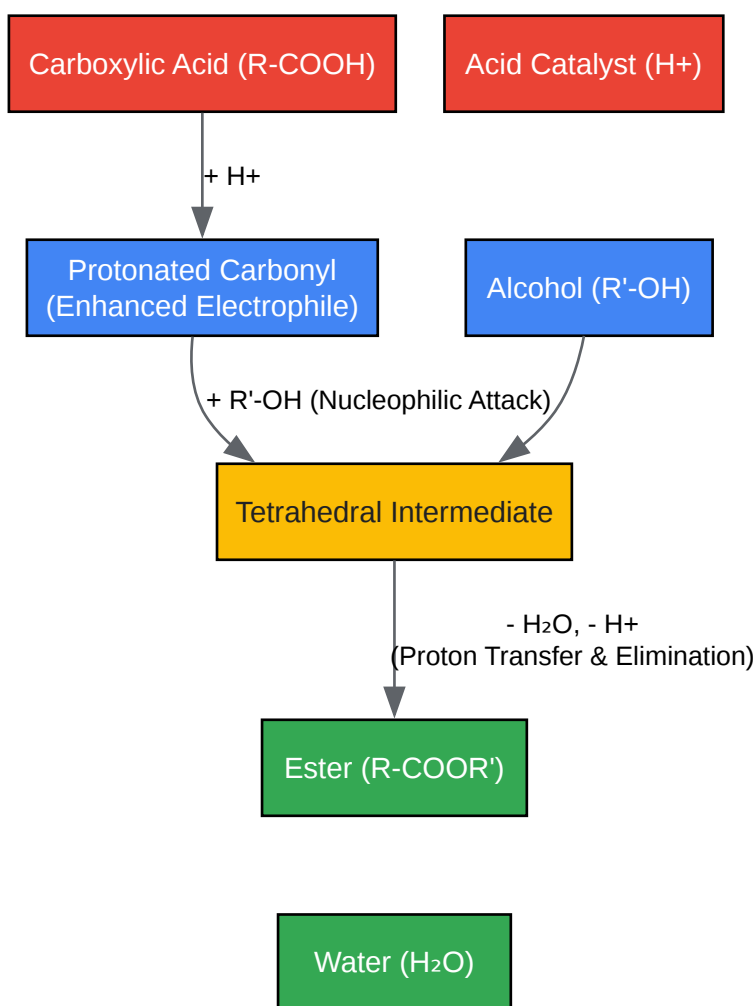 Carboxylic Acid (R-COOH)
Acid Catalyst (H+)
+ H+
Protonated Carbonyl
(Enhanced Electrophile)
Alcohol (R'-OH)
+ R'-OH (Nucleophilic Attack)
Tetrahedral Intermediate
- H₂O, - H+
(Proton Transfer & Elimination)
Ester (R-COOR')
Water (H₂O)